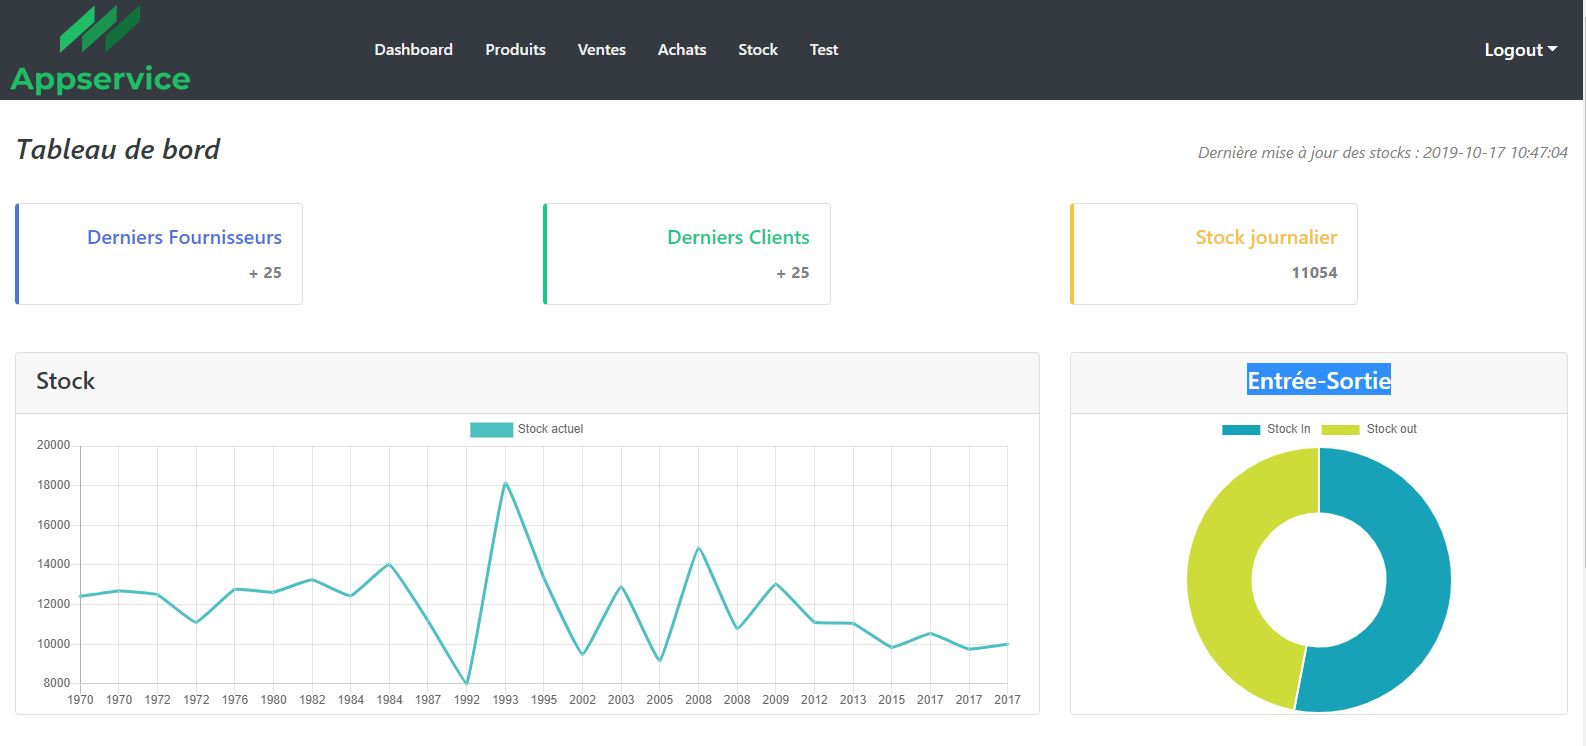 Appservice
Dashboard Produits Ventes Achats Stock Test Logout
Tableau de bord
Dernière mise à jour des stocks : 2019-10-17 10:47:04
Derniers Fournisseurs
+ 25
Derniers Clients
+ 25
Stock journalier
11054
Stock
Stock actuel
20000
18000
16000
14000
12000
10000
8000
1970 1970 1972 1972 1976 1980 1982 1984 1984 1987 1992 1993 1995 2002 2003 2005 2008 2008 2009 2012 2013 2015 2017 2017 2017
Entrée-Sortie
Stock In Stock out